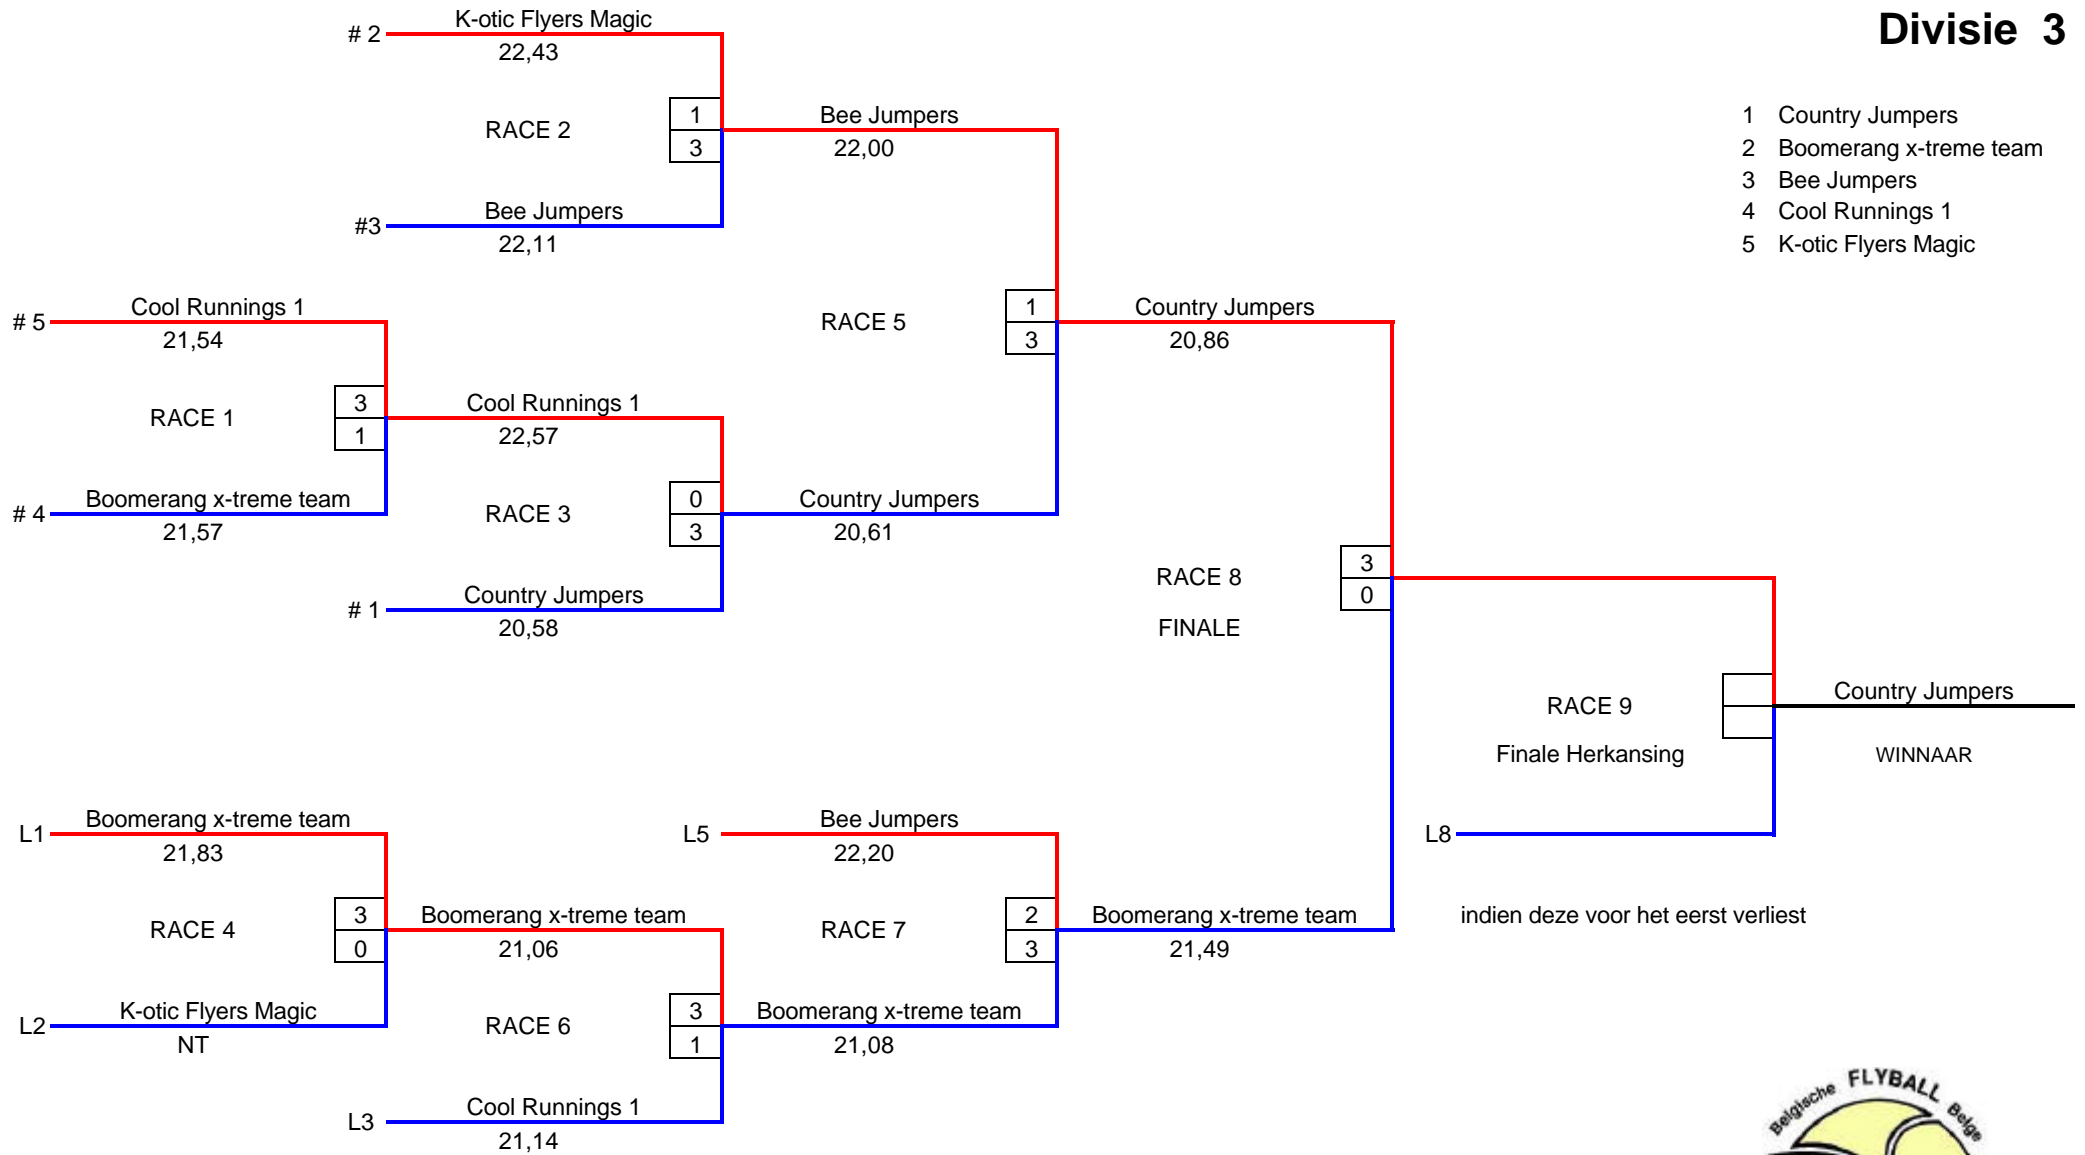 Divisie 3
1 Country Jumpers
2 Boomerang x-treme team
3 Bee Jumpers
4 Cool Runnings 1
5 K-otic Flyers Magic
# 2 K-otic Flyers Magic
22,43
RACE 2
1
3
#3 Bee Jumpers
22,11
Bee Jumpers
22,00
# 5 Cool Runnings 1
21,54
RACE 1
3
1
# 4 Boomerang x-treme team
21,57
Cool Runnings 1
22,57
RACE 3
0
3
# 1 Country Jumpers
20,58
Country Jumpers
20,61
RACE 5
1
3
Country Jumpers
20,86
RACE 8
FINALE
3
0
RACE 9
Finale Herkansing
Country Jumpers
WINNAAR
L8
indien deze voor het eerst verliest
L1 Boomerang x-treme team
21,83
RACE 4
3
0
L2 K-otic Flyers Magic
NT
Boomerang x-treme team
21,06
RACE 6
3
1
L3 Cool Runnings 1
21,14
L5 Bee Jumpers
22,20
RACE 7
2
3
Boomerang x-treme team
21,08
Boomerang x-treme team
21,49
Belgische FLYBALL Belge